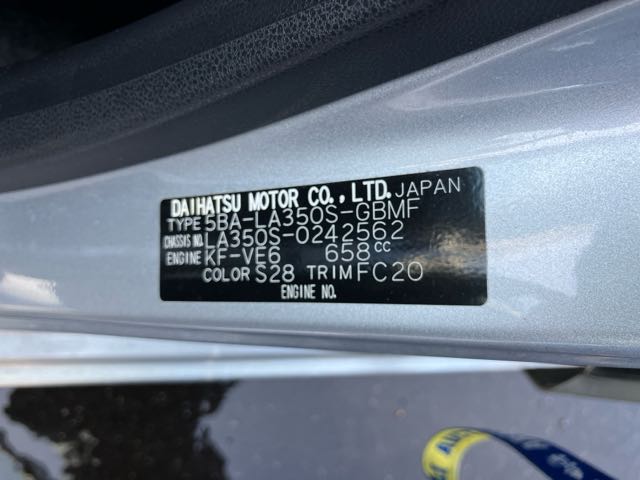 DAIHATSU MOTOR CO., LTD. JAPAN
TYPE 5BA-LA350S-GBMF
CHASSIS NO. LA350S-0242562
ENGINE KF-VE6 658cc
COLOR S28 TRIM FC20
ENGINE NO.